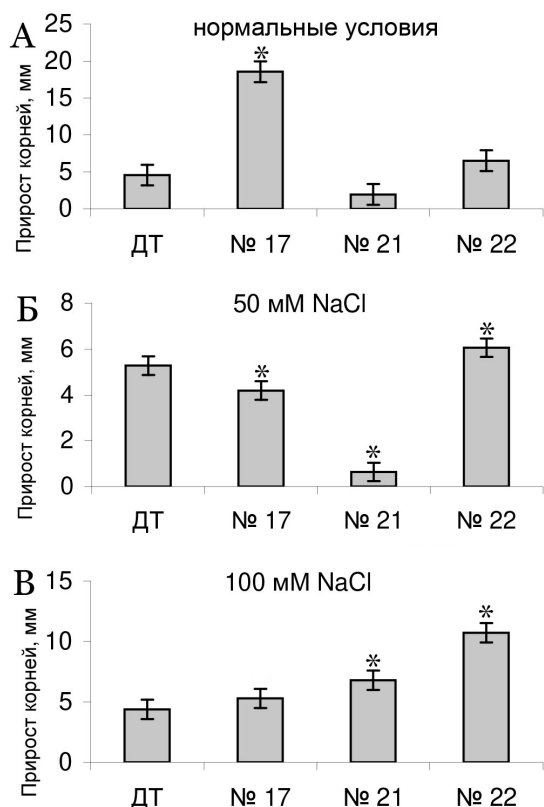 А
нормальные условия
Прирост корней, мм
25
20
15
10
5
0
*
ДТ № 17 № 21 № 22
Б
50 мМ NaCl
Прирост корней, мм
8
6
4
2
0
* * *
ДТ № 17 № 21 № 22
В
100 мМ NaCl
Прирост корней, мм
15
10
5
0
* *
ДТ № 17 № 21 № 22